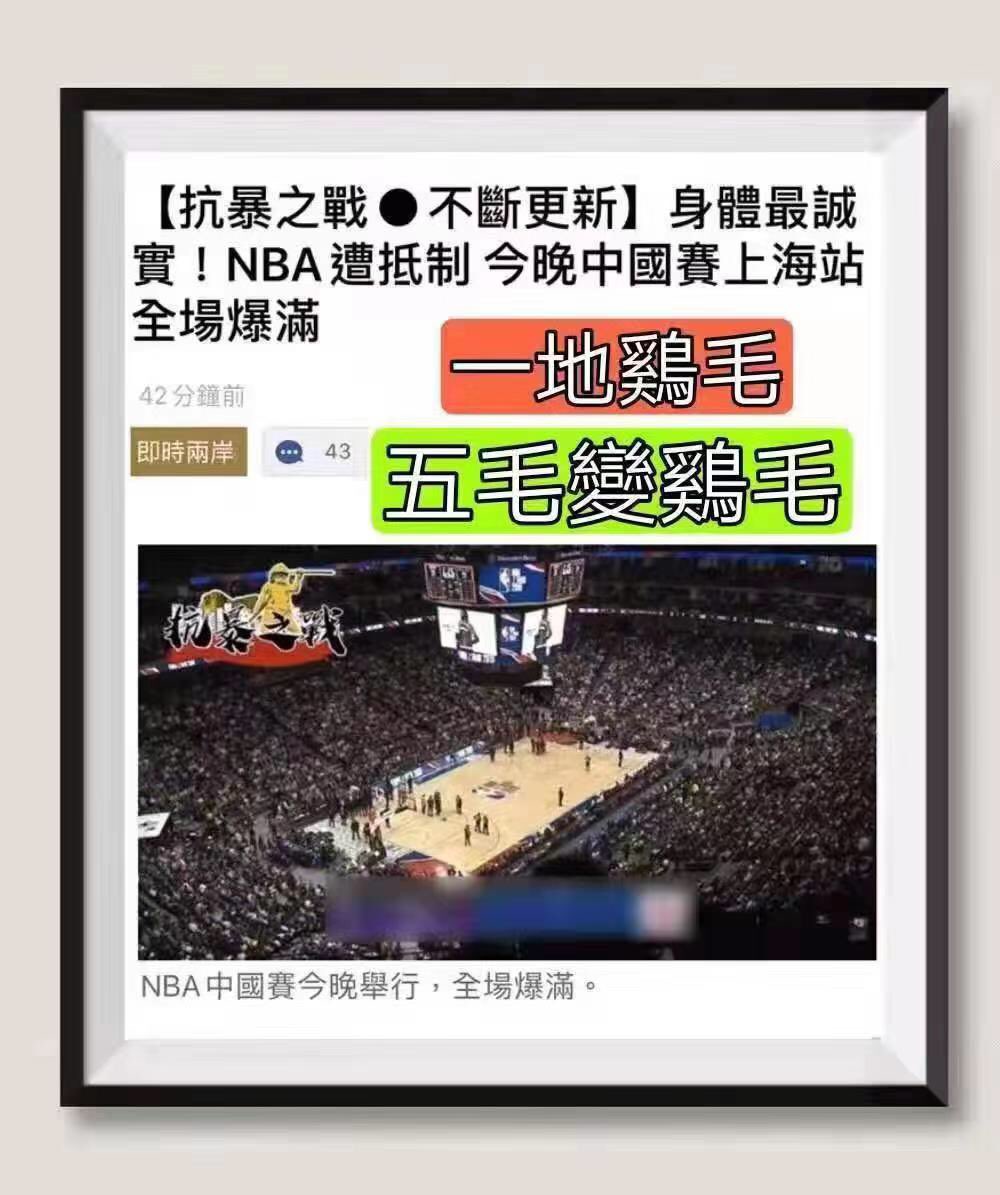 【抗暴之戰●不斷更新】身體最誠
實！NBA遭抵制 今晚中國賽上海站
全場爆滿
一地鷄毛
42分鐘前
即時兩岸
43
五毛變鷄毛
抗暴之戰
NBA中國賽今晚舉行，全場爆滿。